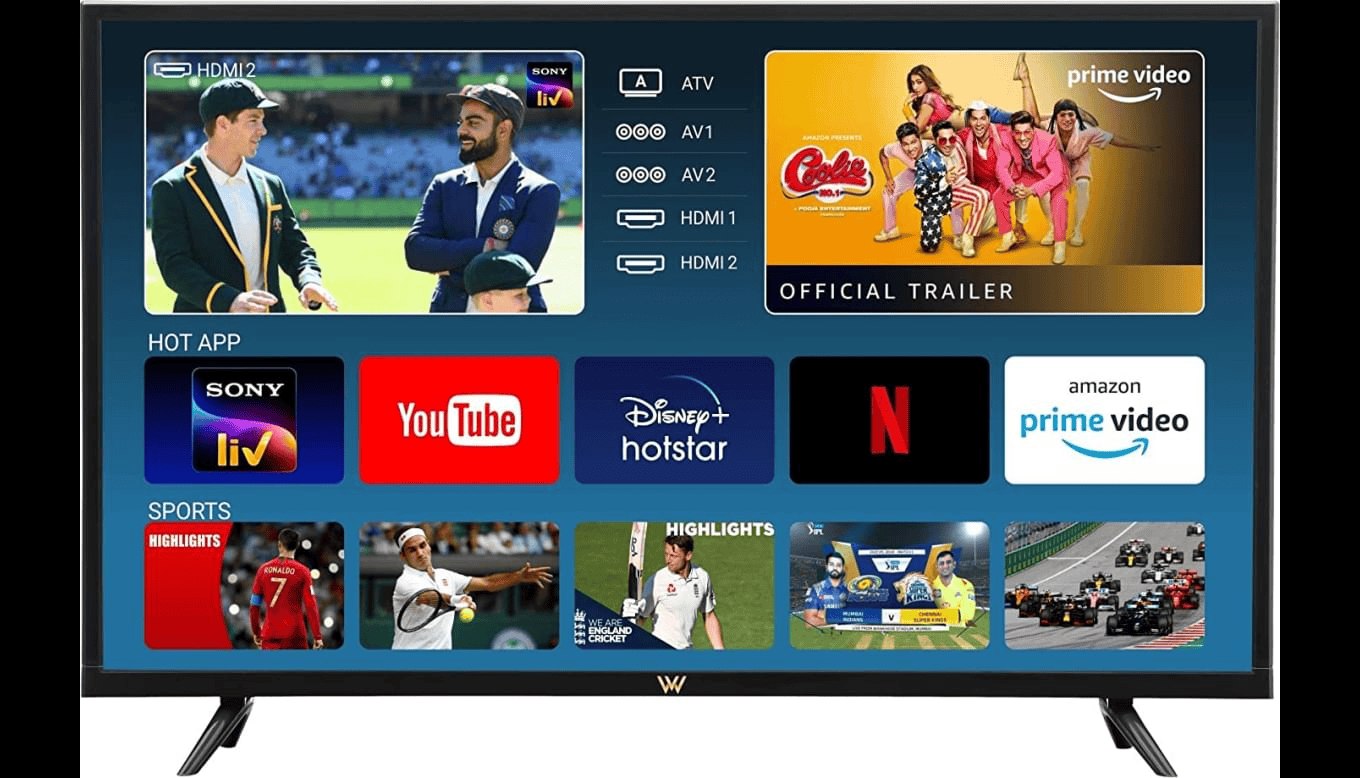 HDMI 2
SONY
liv
ATV
AV1
AV2
HDMI 1
HDMI 2
prime video
AMAZON PRESENTS
Coolie
NO.1
A POOJA ENTERTAINMENT
OFFICIAL TRAILER
HOT APP
SONY
liv
YouTube
Disney+
hotstar
N
amazon
prime video
SPORTS
HIGHLIGHTS
RONALDO
7
HIGHLIGHTS
WE ARE
ENGLAND
CRICKET
IPL
MUMBAI
INDIANS
V
CHENNAI
SUPER KINGS
VW